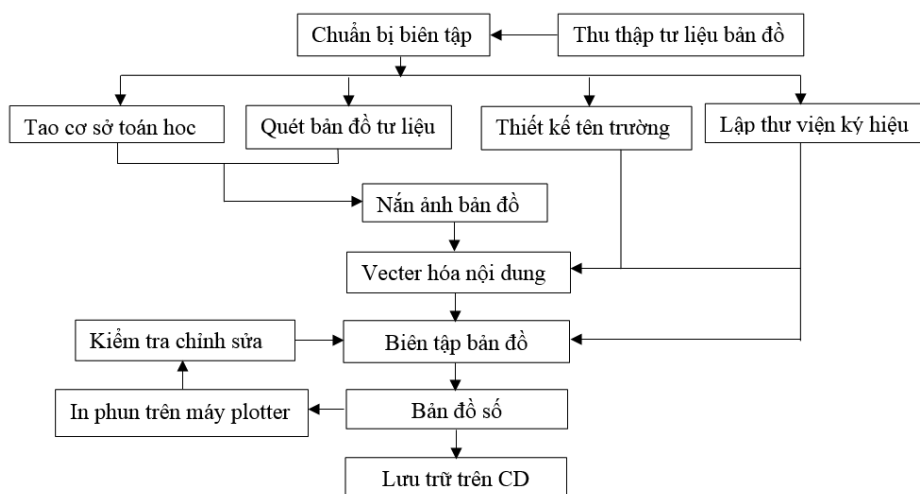 Chuẩn bị biên tập
Thu thập tư liệu bản đồ
Tao cơ sở toán hoc
Quét bản đồ tư liệu
Thiết kế tên trường
Lập thư viện ký hiệu
Nắn ảnh bản đồ
Vecter hóa nội dung
Kiểm tra chỉnh sửa
Biên tập bản đồ
In phun trên máy plotter
Bản đồ số
Lưu trữ trên CD